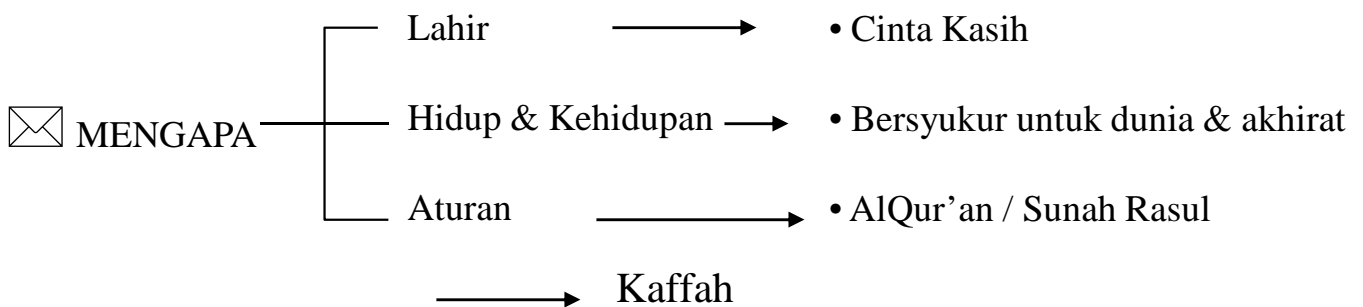 Lahir • Cinta Kasih
MENGAPA Hidup & Kehidupan • Bersyukur untuk dunia & akhirat
Aturan • AlQur’an / Sunah Rasul
Kaffah